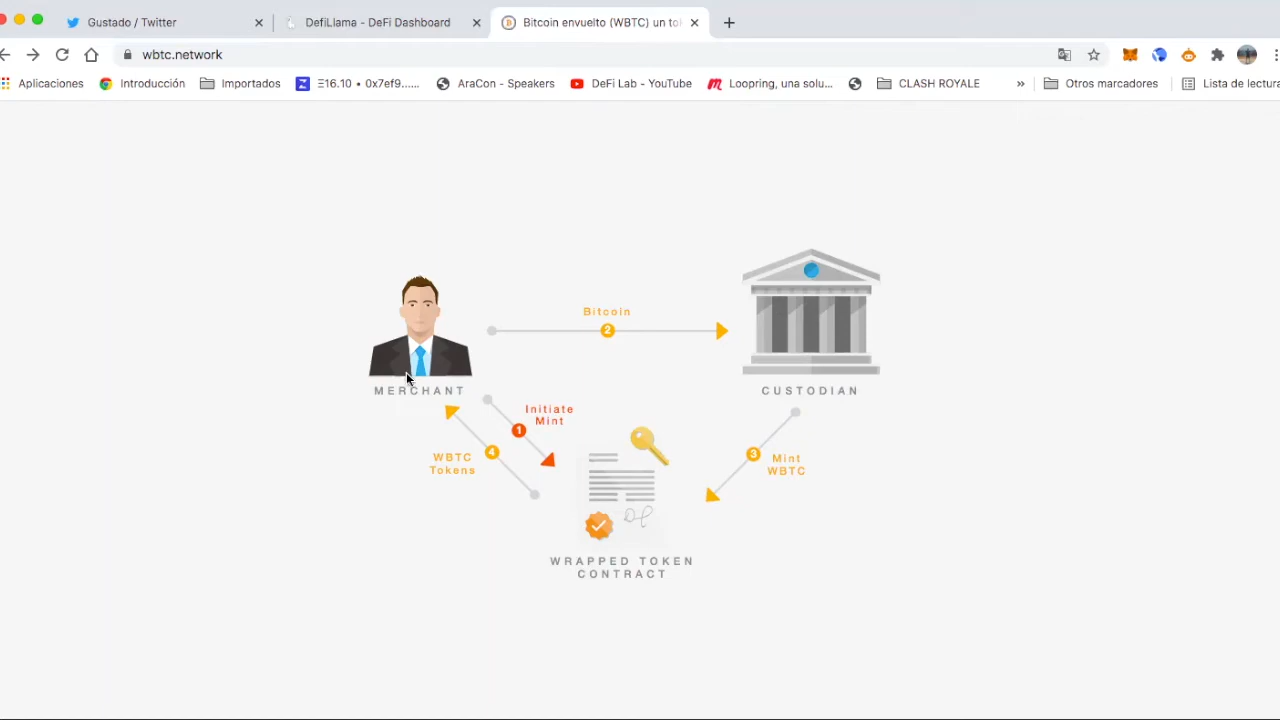 Gustado / Twitter
DefiLlama - DeFi Dashboard
Bitcoin envuelto (WBTC) un to
wbtc.network
Aplicaciones
Introducción
Importados
Ξ16.10 • 0x7ef9......
AraCon - Speakers
DeFi Lab - YouTube
Loopring, una solu...
CLASH ROYALE
»
Otros marcadores
Lista de lectura
Bitcoin
2
MERCHANT
CUSTODIAN
Initiate
Mint
1
WBTC
Tokens
4
3
Mint
WBTC
WRAPPED TOKEN
CONTRACT